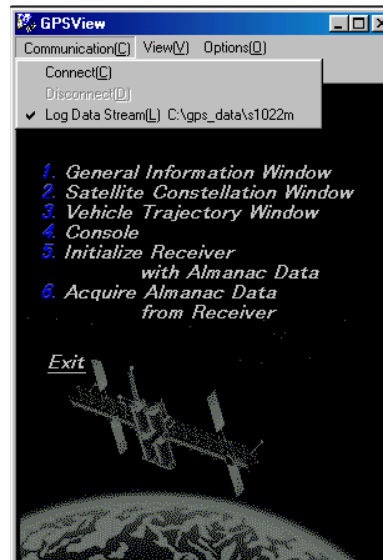 GPSView
Communication(C) View(V) Options(O)
Connect(C)
Disconnect(D)
✔ Log Data Stream(L) C:\gps_data\s1022m
1. General Information Window
2. Satellite Constellation Window
3. Vehicle Trajectory Window
4. Console
5. Initialize Receiver
with Almanac Data
6. Acquire Almanac Data
from Receiver
Exit